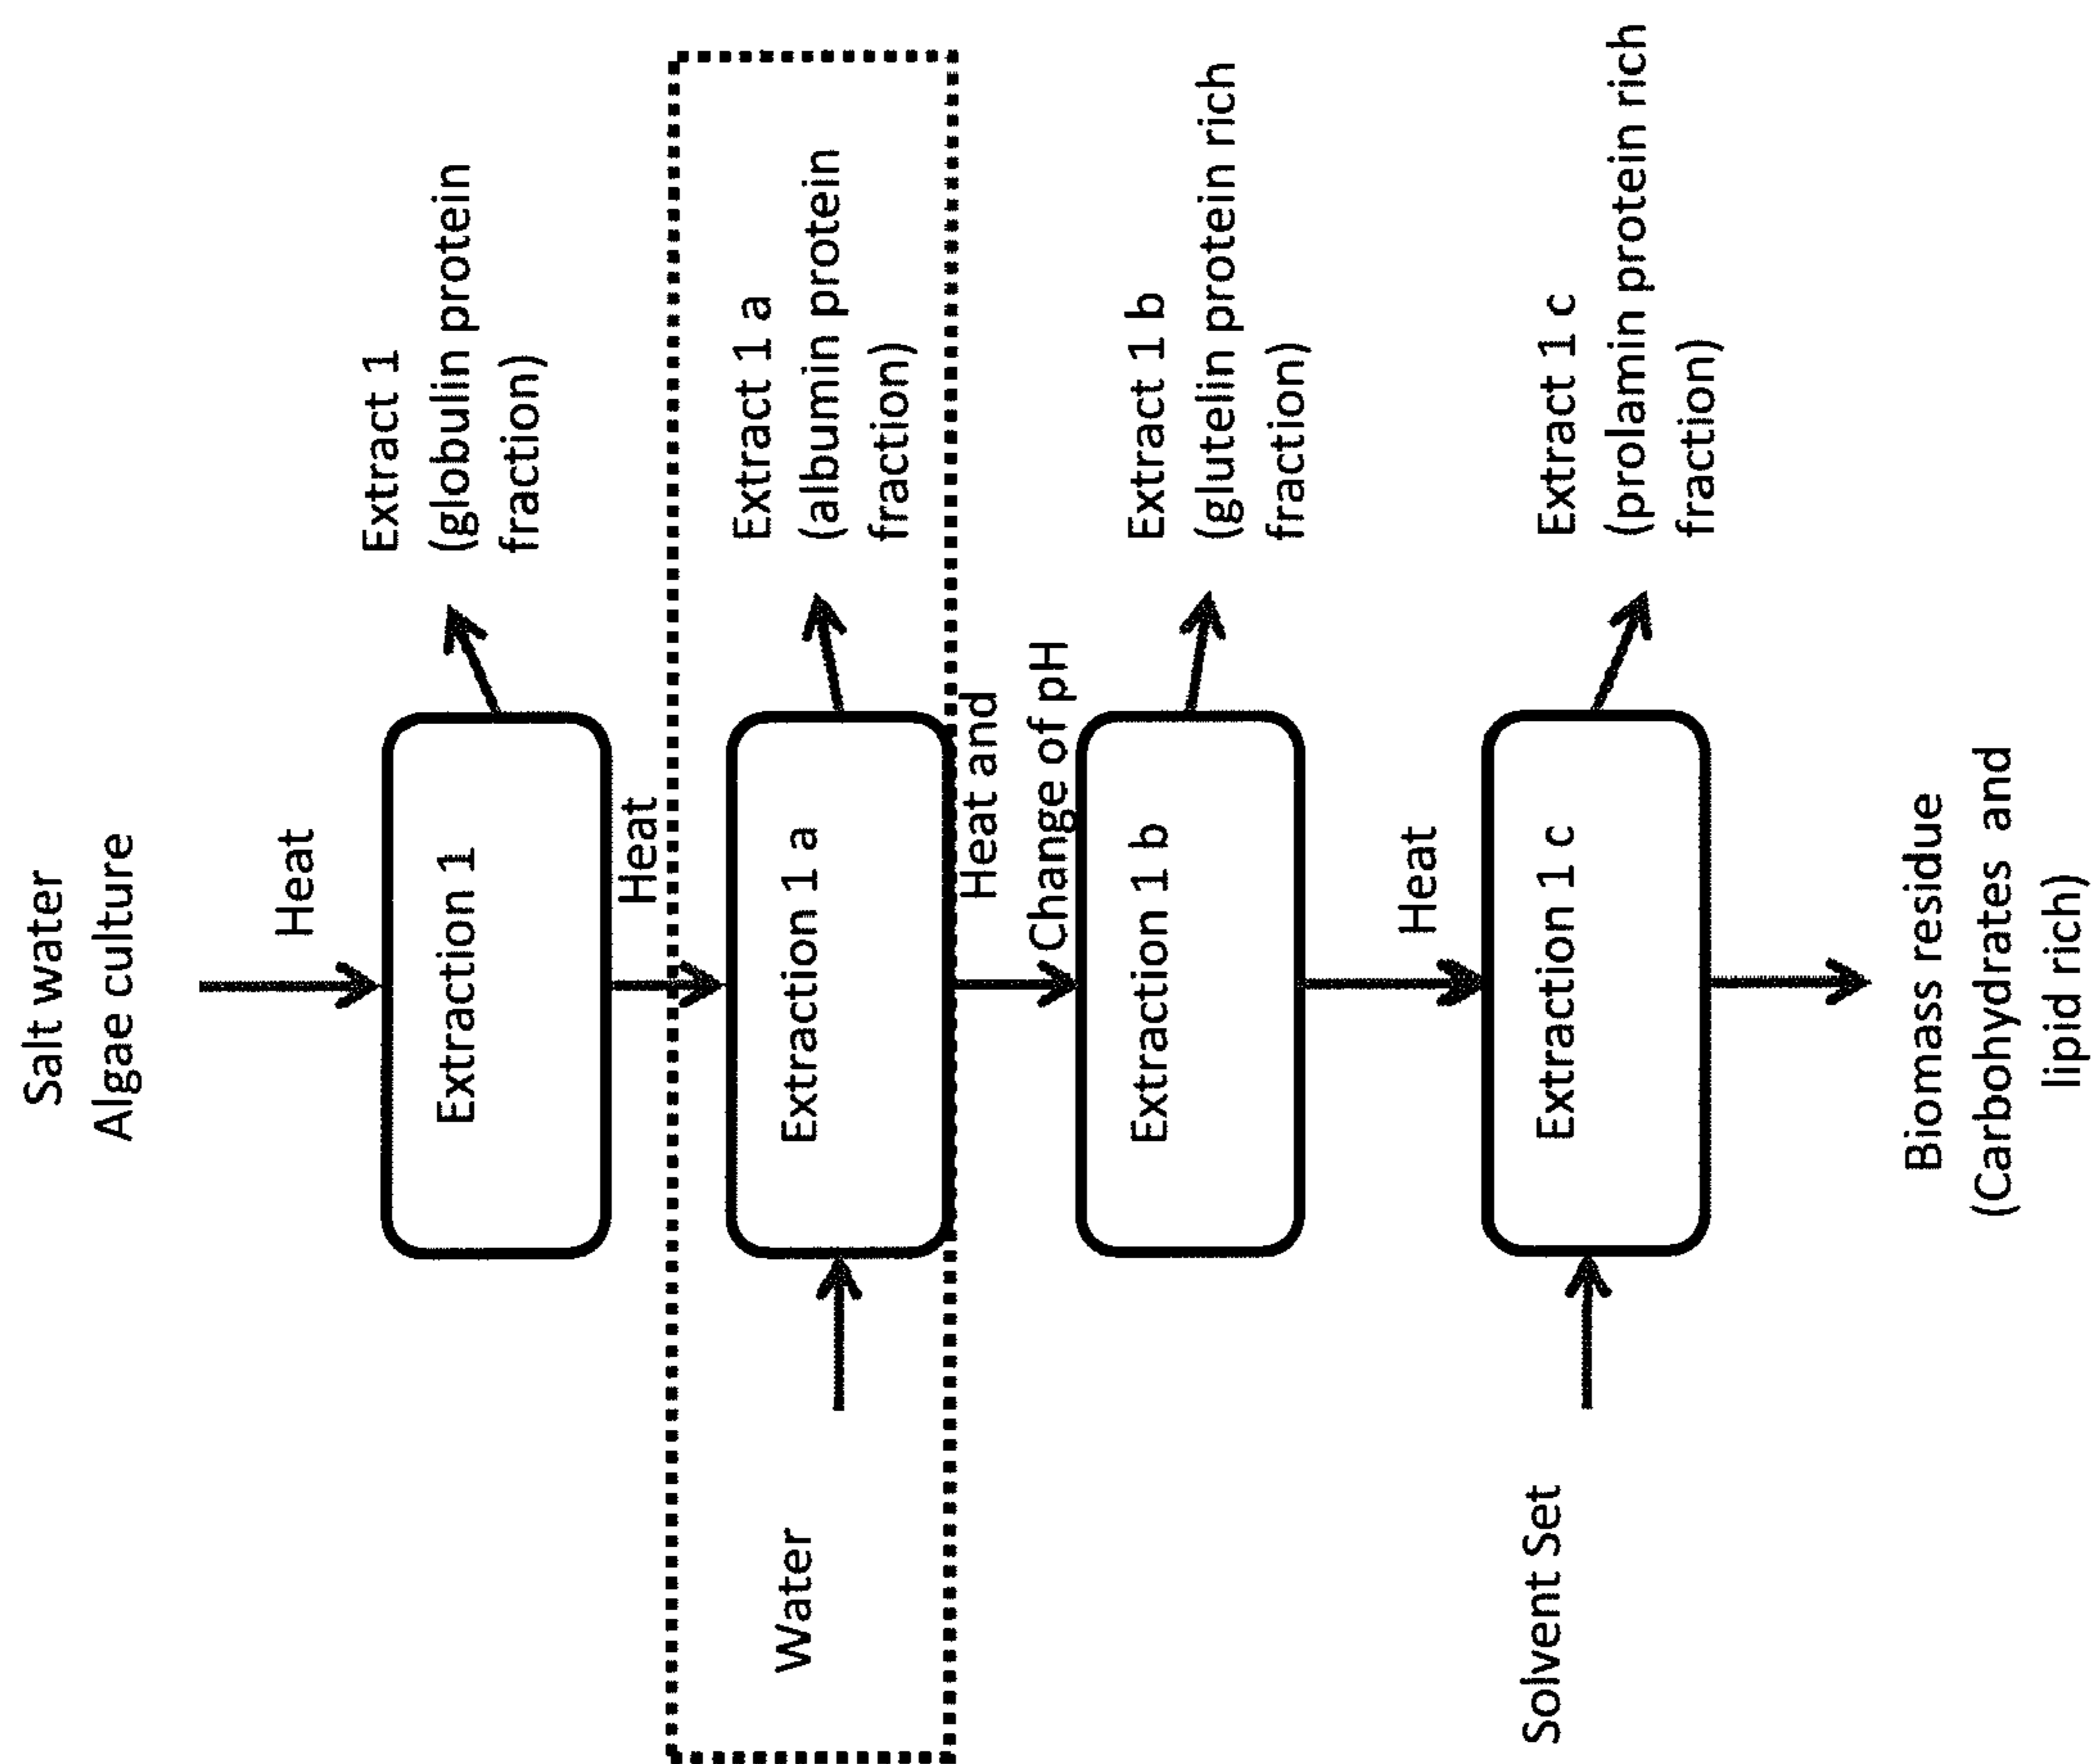 Salt water
Algae culture
Heat
Extraction 1
Extract 1
(globulin protein
fraction)
Heat
Water
Extraction 1 a
Extract 1 a
(albumin protein
fraction)
Heat and
Change of pH
Extraction 1 b
Extract 1 b
(glutelin protein rich
fraction)
Heat
Solvent Set
Extraction 1 c
Extract 1 c
(prolamin protein rich
fraction)
Biomass residue
(Carbohydrates and
lipid rich)